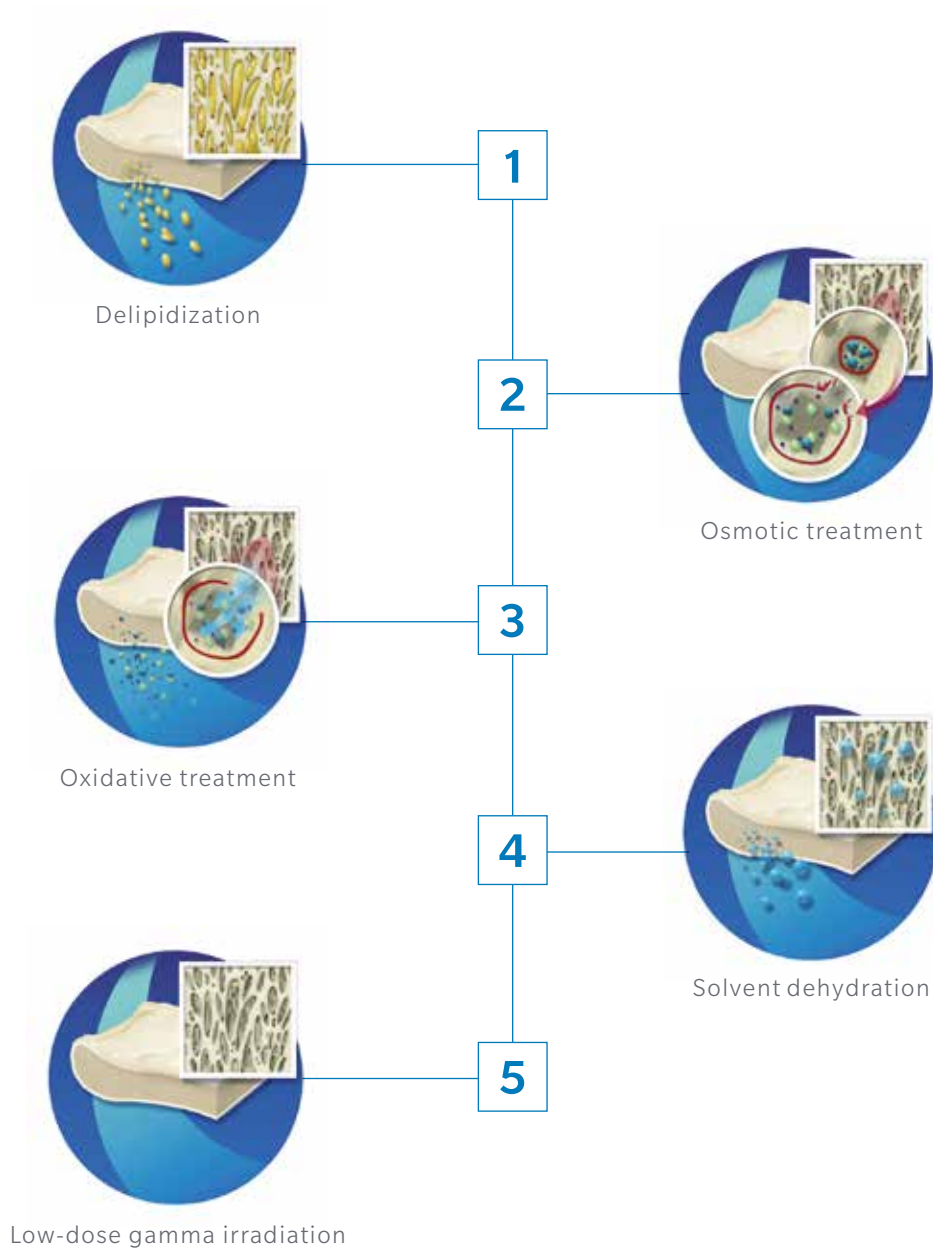 1
Delipidization
2
Osmotic treatment
3
Oxidative treatment
4
Solvent dehydration
5
Low-dose gamma irradiation